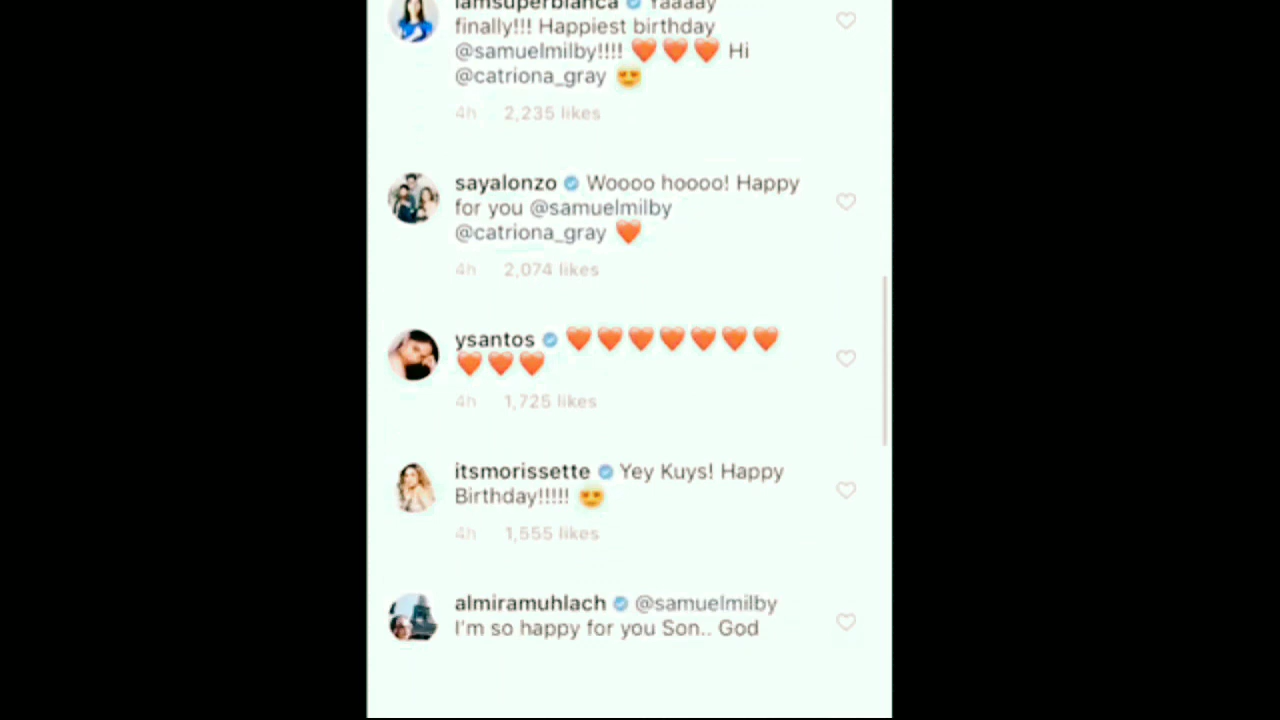 iamsuperbianca Yaaaay
finally!!! Happiest birthday
@samuelmilby!!!! ❤️❤️❤️ Hi
@catriona_gray 😍
4h 2,235 likes
sayalonzo Woooo hoooo! Happy
for you @samuelmilby
@catriona_gray ❤️
4h 2,074 likes
ysantos ❤️❤️❤️❤️❤️❤️❤️
❤️❤️❤️
4h 1,725 likes
itsmorissette Yey Kuys! Happy
Birthday!!!!! 😍
4h 1,555 likes
almiramuhlach @samuelmilby
I'm so happy for you Son.. God